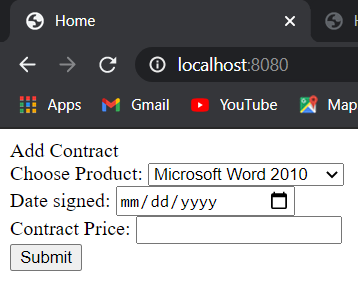 Home
localhost:8080
Apps Gmail YouTube Map
Add Contract
Choose Product: Microsoft Word 2010
Date signed: mm/dd/yyyy
Contract Price:
Submit